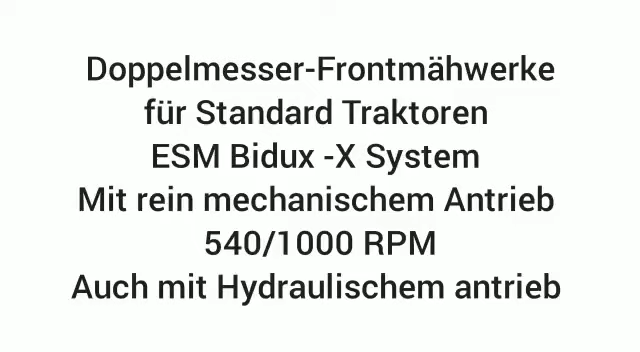 Doppelmesser-Frontmähwerke
für Standard Traktoren
ESM Bidux -X System
Mit rein mechanischem Antrieb
540/1000 RPM
Auch mit Hydraulischem antrieb